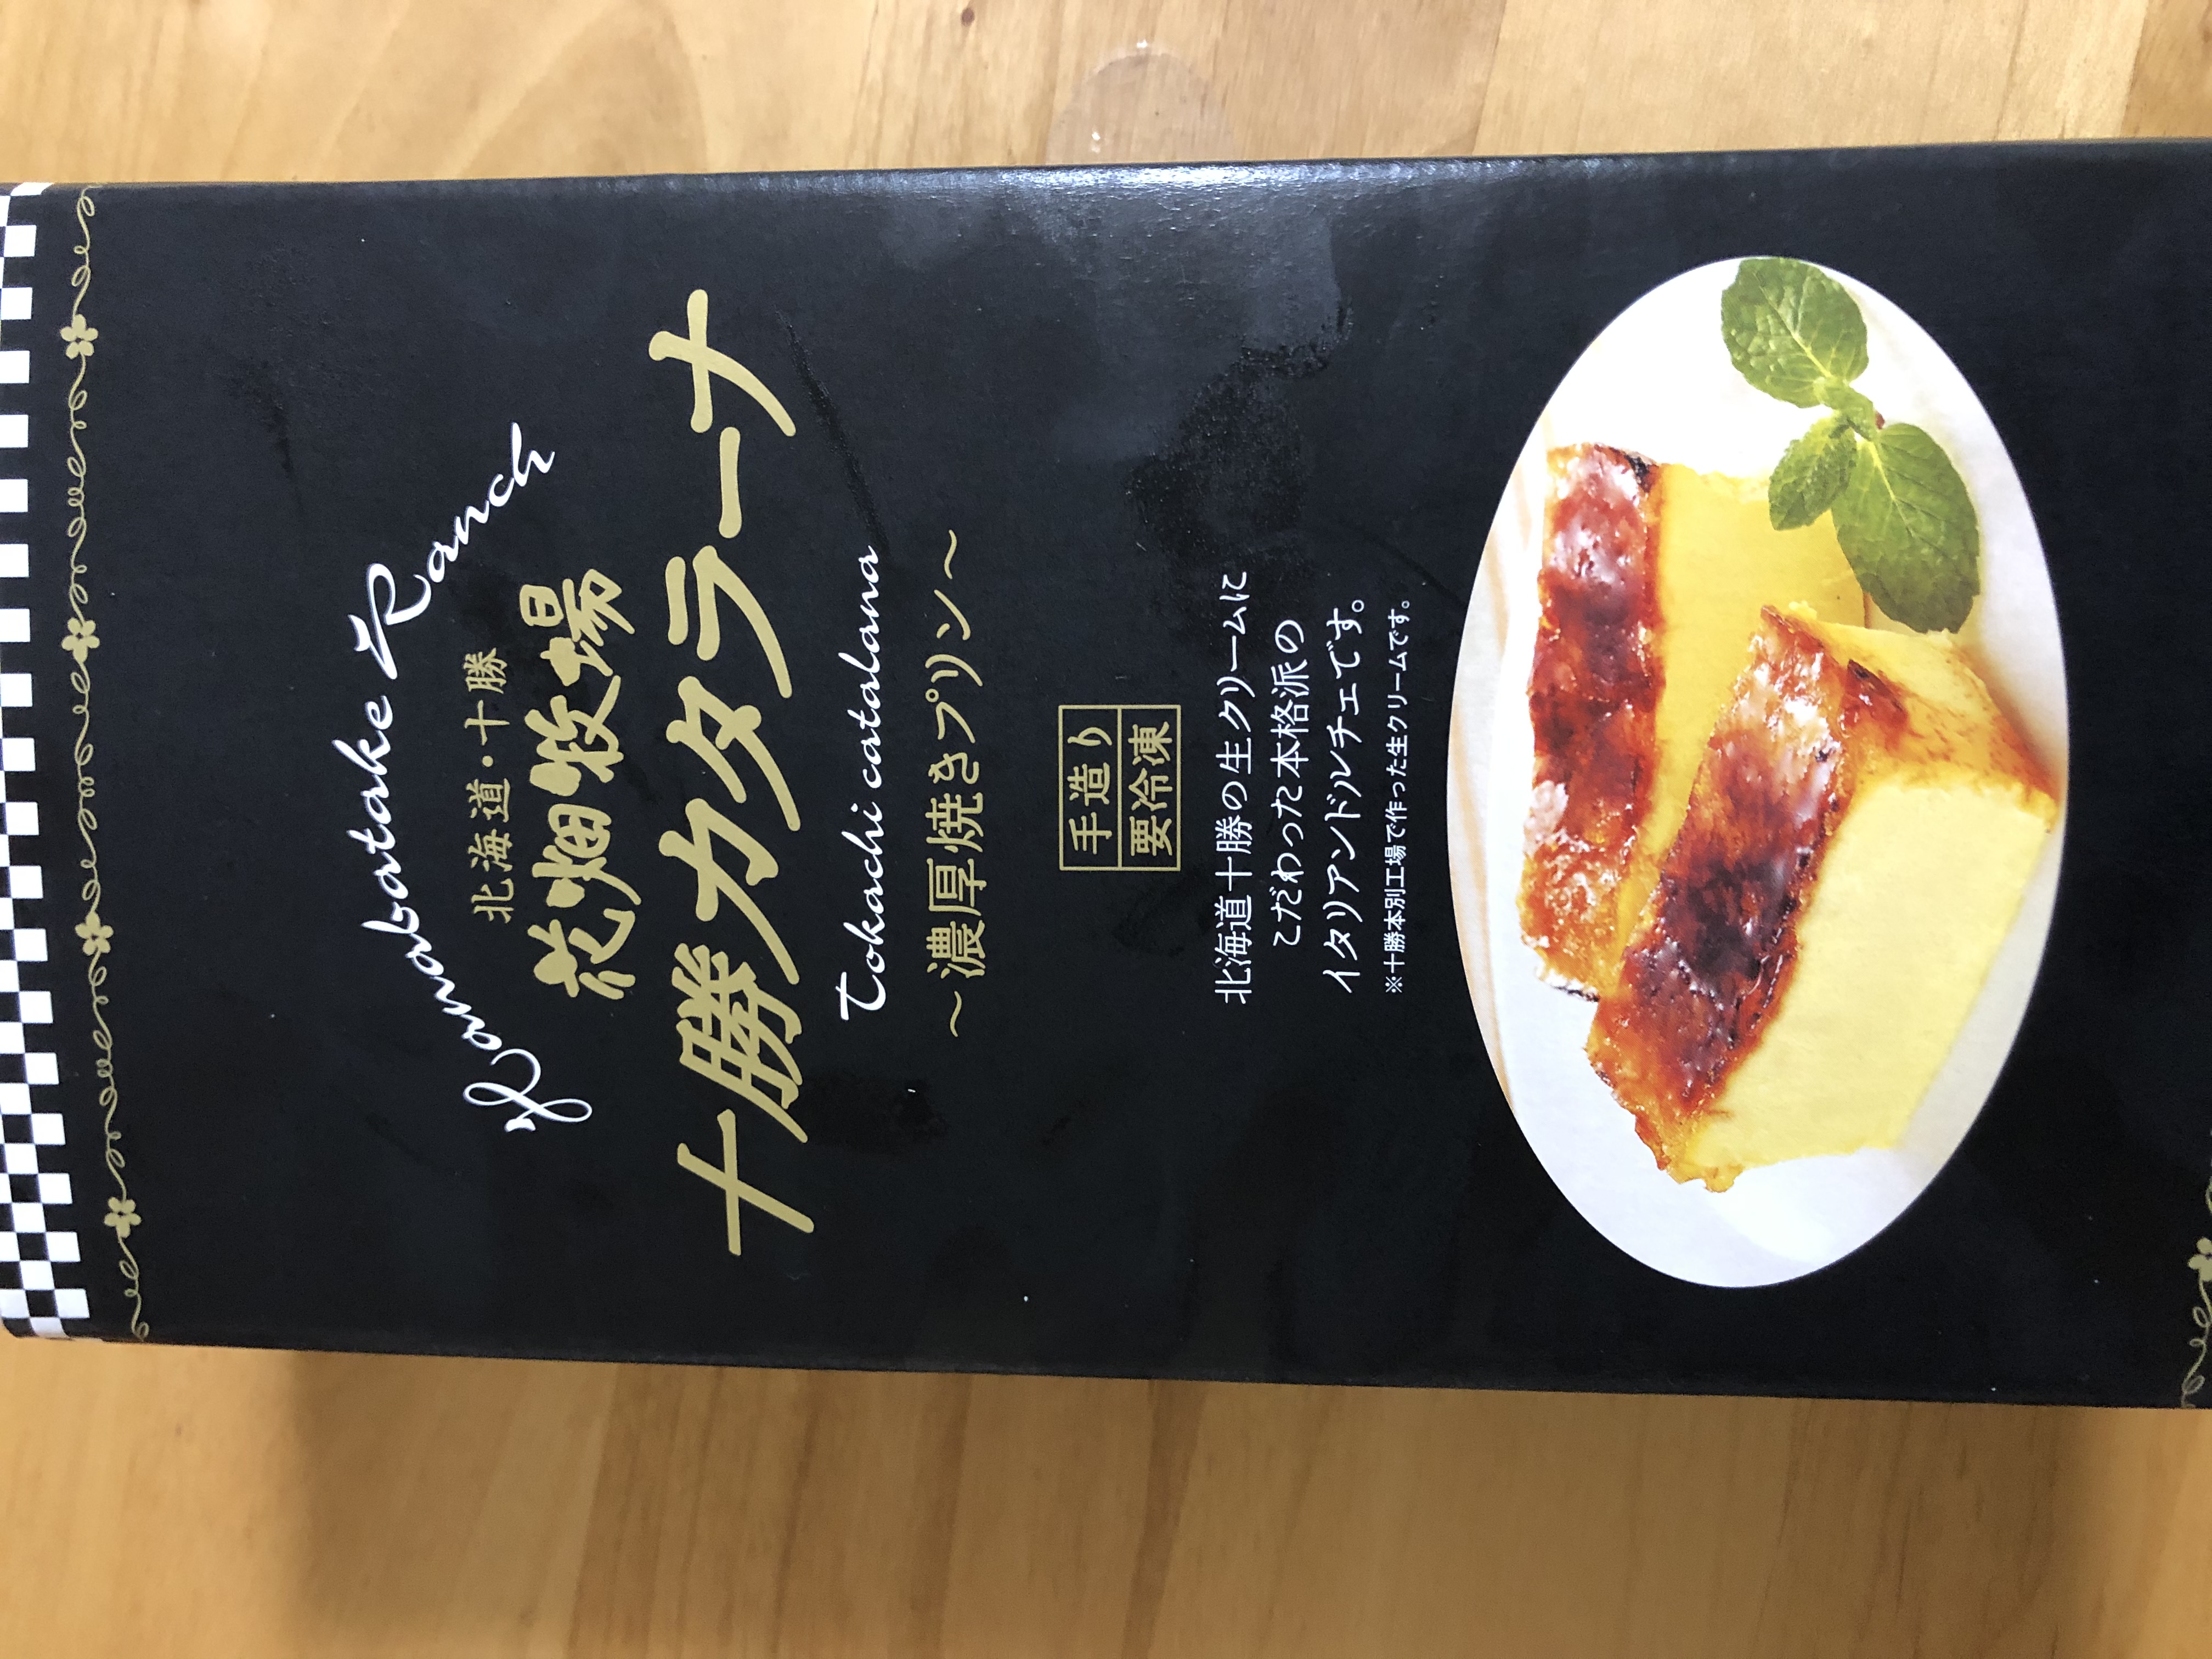 Hanabatake Ranch
北海道・十勝
花畑牧場
十勝カタラーナ
Tokachi catalana
～濃厚焼きプリン～
手造り
要冷凍
北海道十勝の生クリームに
こだわった本格派の
イタリアンドルチェです。
※十勝本別工場で作った生クリームです。